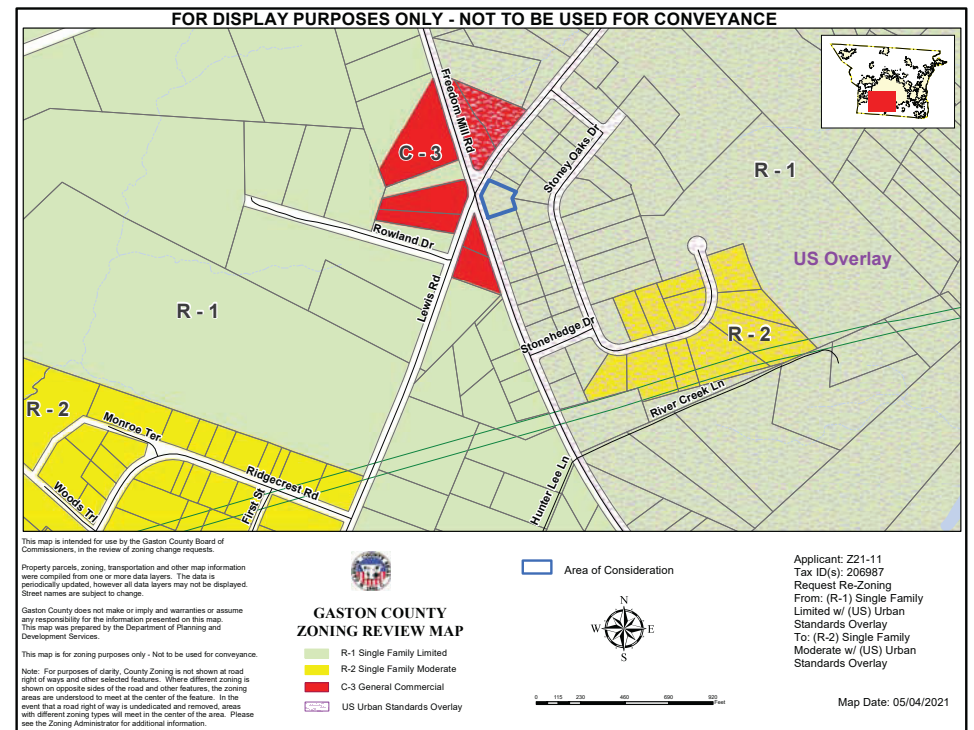 FOR DISPLAY PURPOSES ONLY - NOT TO BE USED FOR CONVEYANCE
Freedom Mill Rd
C - 3
Stoney Oaks Dr
R - 1
Rowland Dr
US Overlay
Lewis Rd
R - 1
Stonehedge Dr
R - 2
River Creek Ln
R - 2
Monroe Ter
Ridgecrest Rd
Woods Trl
First St
Hunter Lee Ln
This map is intended for use by the Gaston County Board of
Commissioners, in the review of zoning change requests.
Property parcels, zoning, transportation and other map information
were compiled from one or more data layers. The data is
periodically updated, however all data layers may not be displayed.
Street names are subject to change.
Gaston County does not make or imply and warranties or assume
any responsibility for the information presented on this map.
This map was prepared by the Department of Planning and
Development Services.
This map is for zoning purposes only - Not to be used for conveyance.
Note: For purposes of clarity, County Zoning is not shown at road
right of ways and other selected features. Where different zoning is
shown on opposite sides of the road and other features, the zoning
areas are understood to meet at the center of the feature. In the
event that a road right of way is undedicated and removed, areas
with different zoning types will meet in the center of the area. Please
see the Zoning Administrator for additional information.
GASTON COUNTY
ZONING REVIEW MAP
R-1 Single Family Limited
R-2 Single Family Moderate
C-3 General Commercial
US Urban Standards Overlay
Area of Consideration
N
W E
S
0 115 230 460 690 920
Feet
Applicant: Z21-11
Tax ID(s): 206987
Request Re-Zoning
From: (R-1) Single Family
Limited w/ (US) Urban
Standards Overlay
To: (R-2) Single Family
Moderate w/ (US) Urban
Standards Overlay
Map Date: 05/04/2021